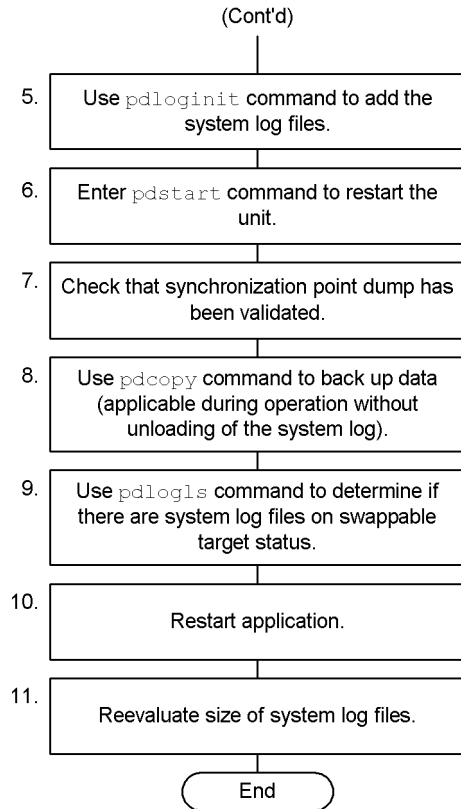 (Cont'd)
5. Use pdloginit command to add the
system log files.
6. Enter pdstart command to restart the
unit.
7. Check that synchronization point dump has
been validated.
8. Use pdcopy command to back up data
(applicable during operation without
unloading of the system log).
9. Use pdlogls command to determine if
there are system log files on swappable
target status.
10. Restart application.
11. Reevaluate size of system log files.
End